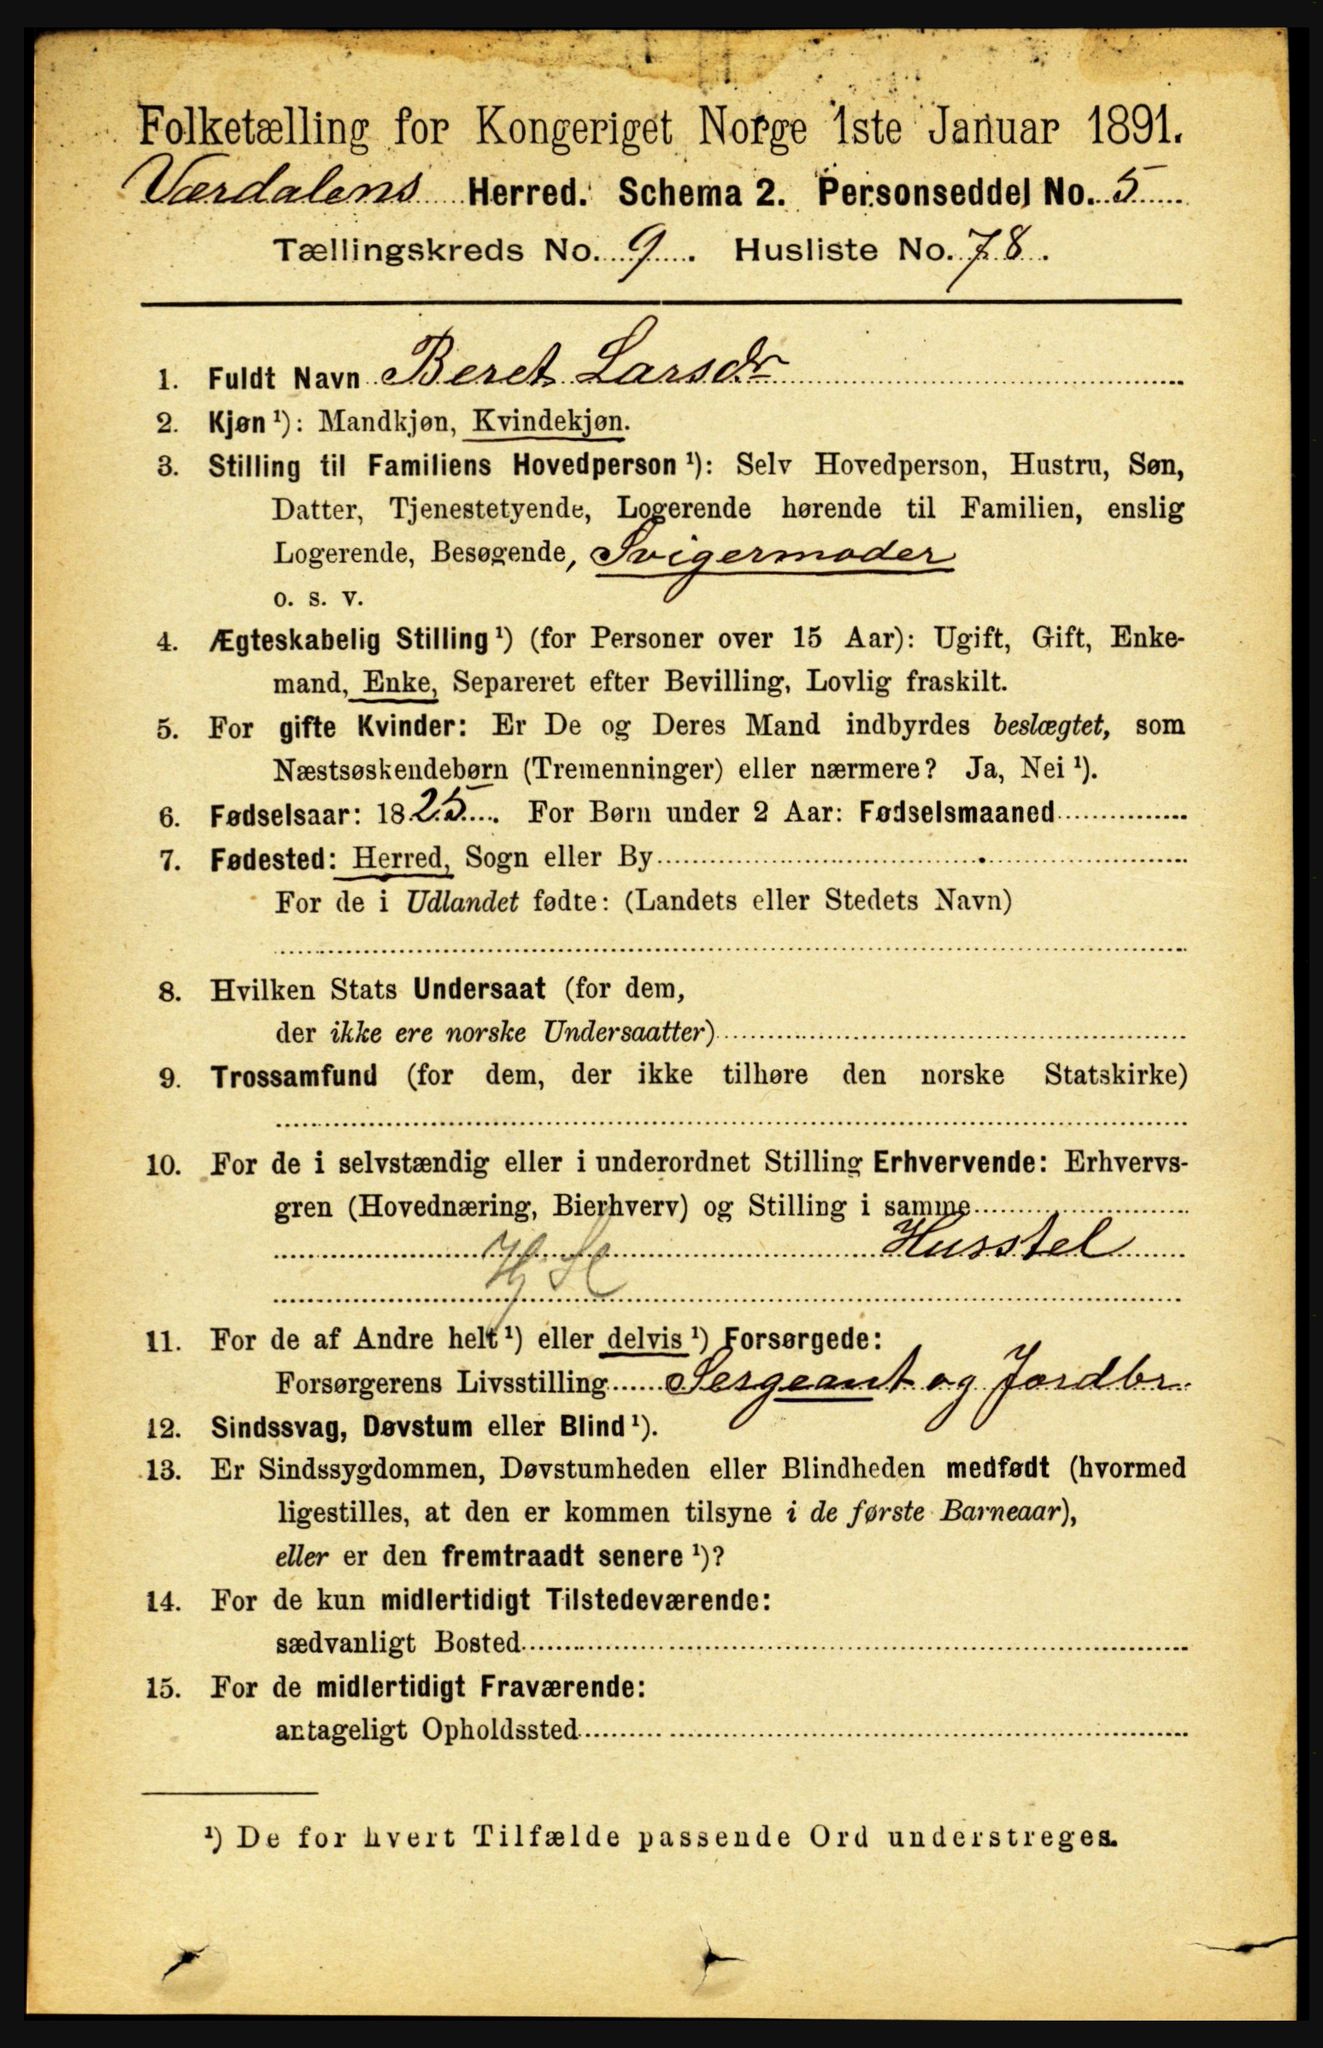 Folketælling for Kongeriget Norge 1ste Januar 1891.
Værdalens Herred. Schema 2. Personseddel No. 5
Tællingskreds No. 9. Husliste No. 78.
1. Fuldt Navn Beret Larsdr
2. Kjøn ¹): Mandkjøn, Kvindekjøn.
3. Stilling til Familiens Hovedperson ¹): Selv Hovedperson, Hustru, Søn,
Datter, Tjenestetyende, Logerende hørende til Familien, enslig
Logerende, Besøgende, Svigermoder
o. s. v.
4. Ægteskabelig Stilling ¹) (for Personer over 15 Aar): Ugift, Gift, Enke-
mand, Enke, Separeret efter Bevilling, Lovlig fraskilt.
5. For gifte Kvinder: Er De og Deres Mand indbyrdes beslægtet, som
Næstsøskendebørn (Tremenninger) eller nærmere? Ja, Nei ¹).
6. Fødselsaar: 1825. For Børn under 2 Aar: Fødselsmaaned
7. Fødested: Herred, Sogn eller By
For de i Udlandet fødte: (Landets eller Stedets Navn)
8. Hvilken Stats Undersaat (for dem,
der ikke ere norske Undersaatter)
9. Trossamfund (for dem, der ikke tilhøre den norske Statskirke)
10. For de i selvstændig eller i underordnet Stilling Erhvervende: Erhvervs-
gren (Hovednæring, Bierhverv) og Stilling i samme
Husstel
11. For de af Andre helt ¹) eller delvis ¹) Forsørgede:
Forsørgerens Livsstilling Sergeant og Jordbr.
12. Sindssvag, Døvstum eller Blind ¹).
13. Er Sindssygdommen, Døvstumheden eller Blindheden medfødt (hvormed
ligestilles, at den er kommen tilsyne i de første Barneaar),
eller er den fremtraadt senere ¹)?
14. For de kun midlertidigt Tilstedeværende:
sædvanligt Bosted
15. For de midlertidigt Fraværende:
antageligt Opholdssted
¹) De for hvert Tilfælde passende Ord understreges.